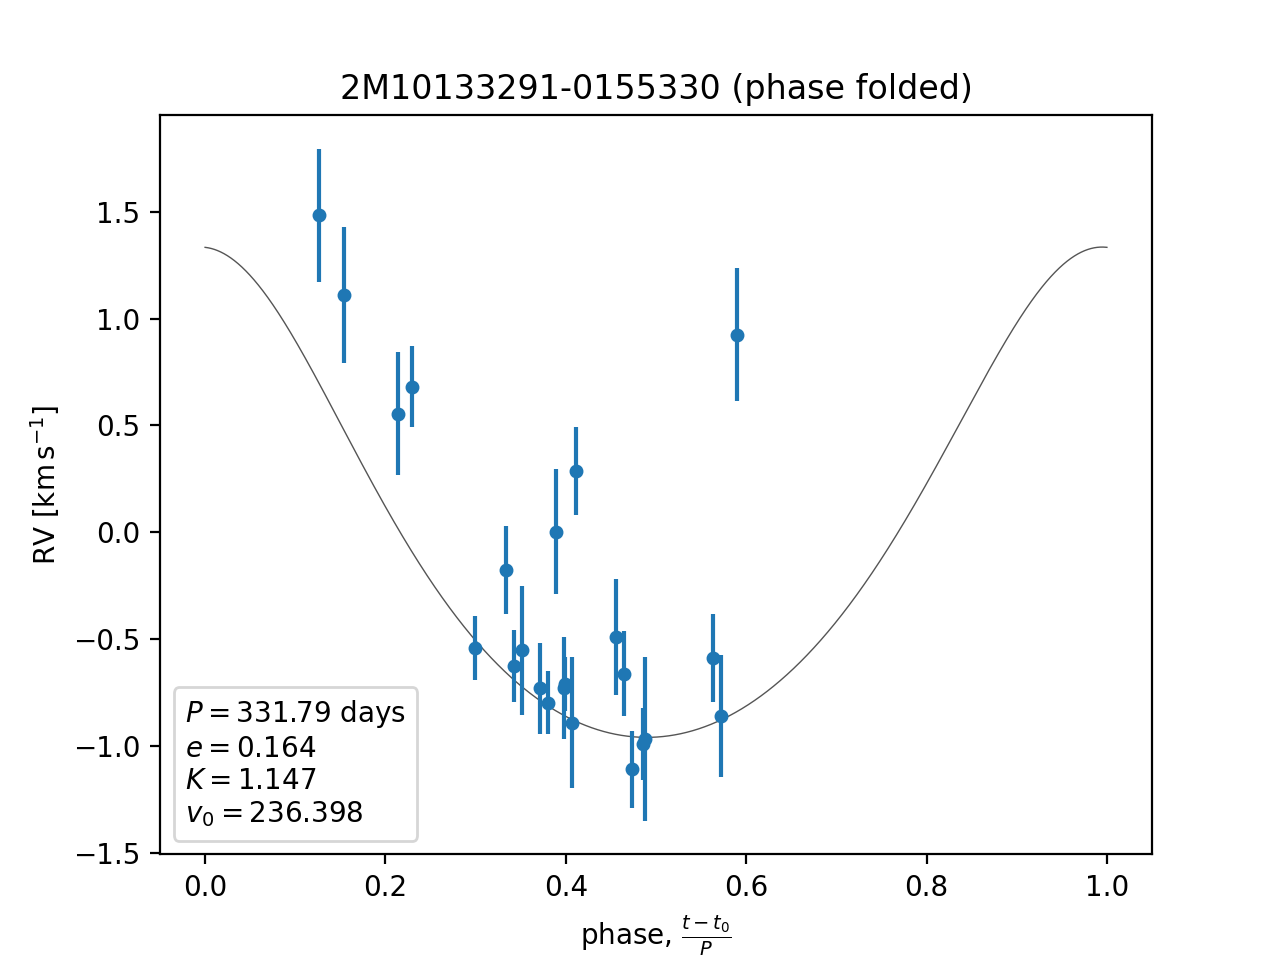 2M10133291-0155330 (phase folded)
RV [km s⁻¹]
1.5
1.0
0.5
0.0
−0.5
−1.0
−1.5
P = 331.79 days
e = 0.164
K = 1.147
v₀ = 236.398
0.0 0.2 0.4 0.6 0.8 1.0
phase, (t − t₀)/P